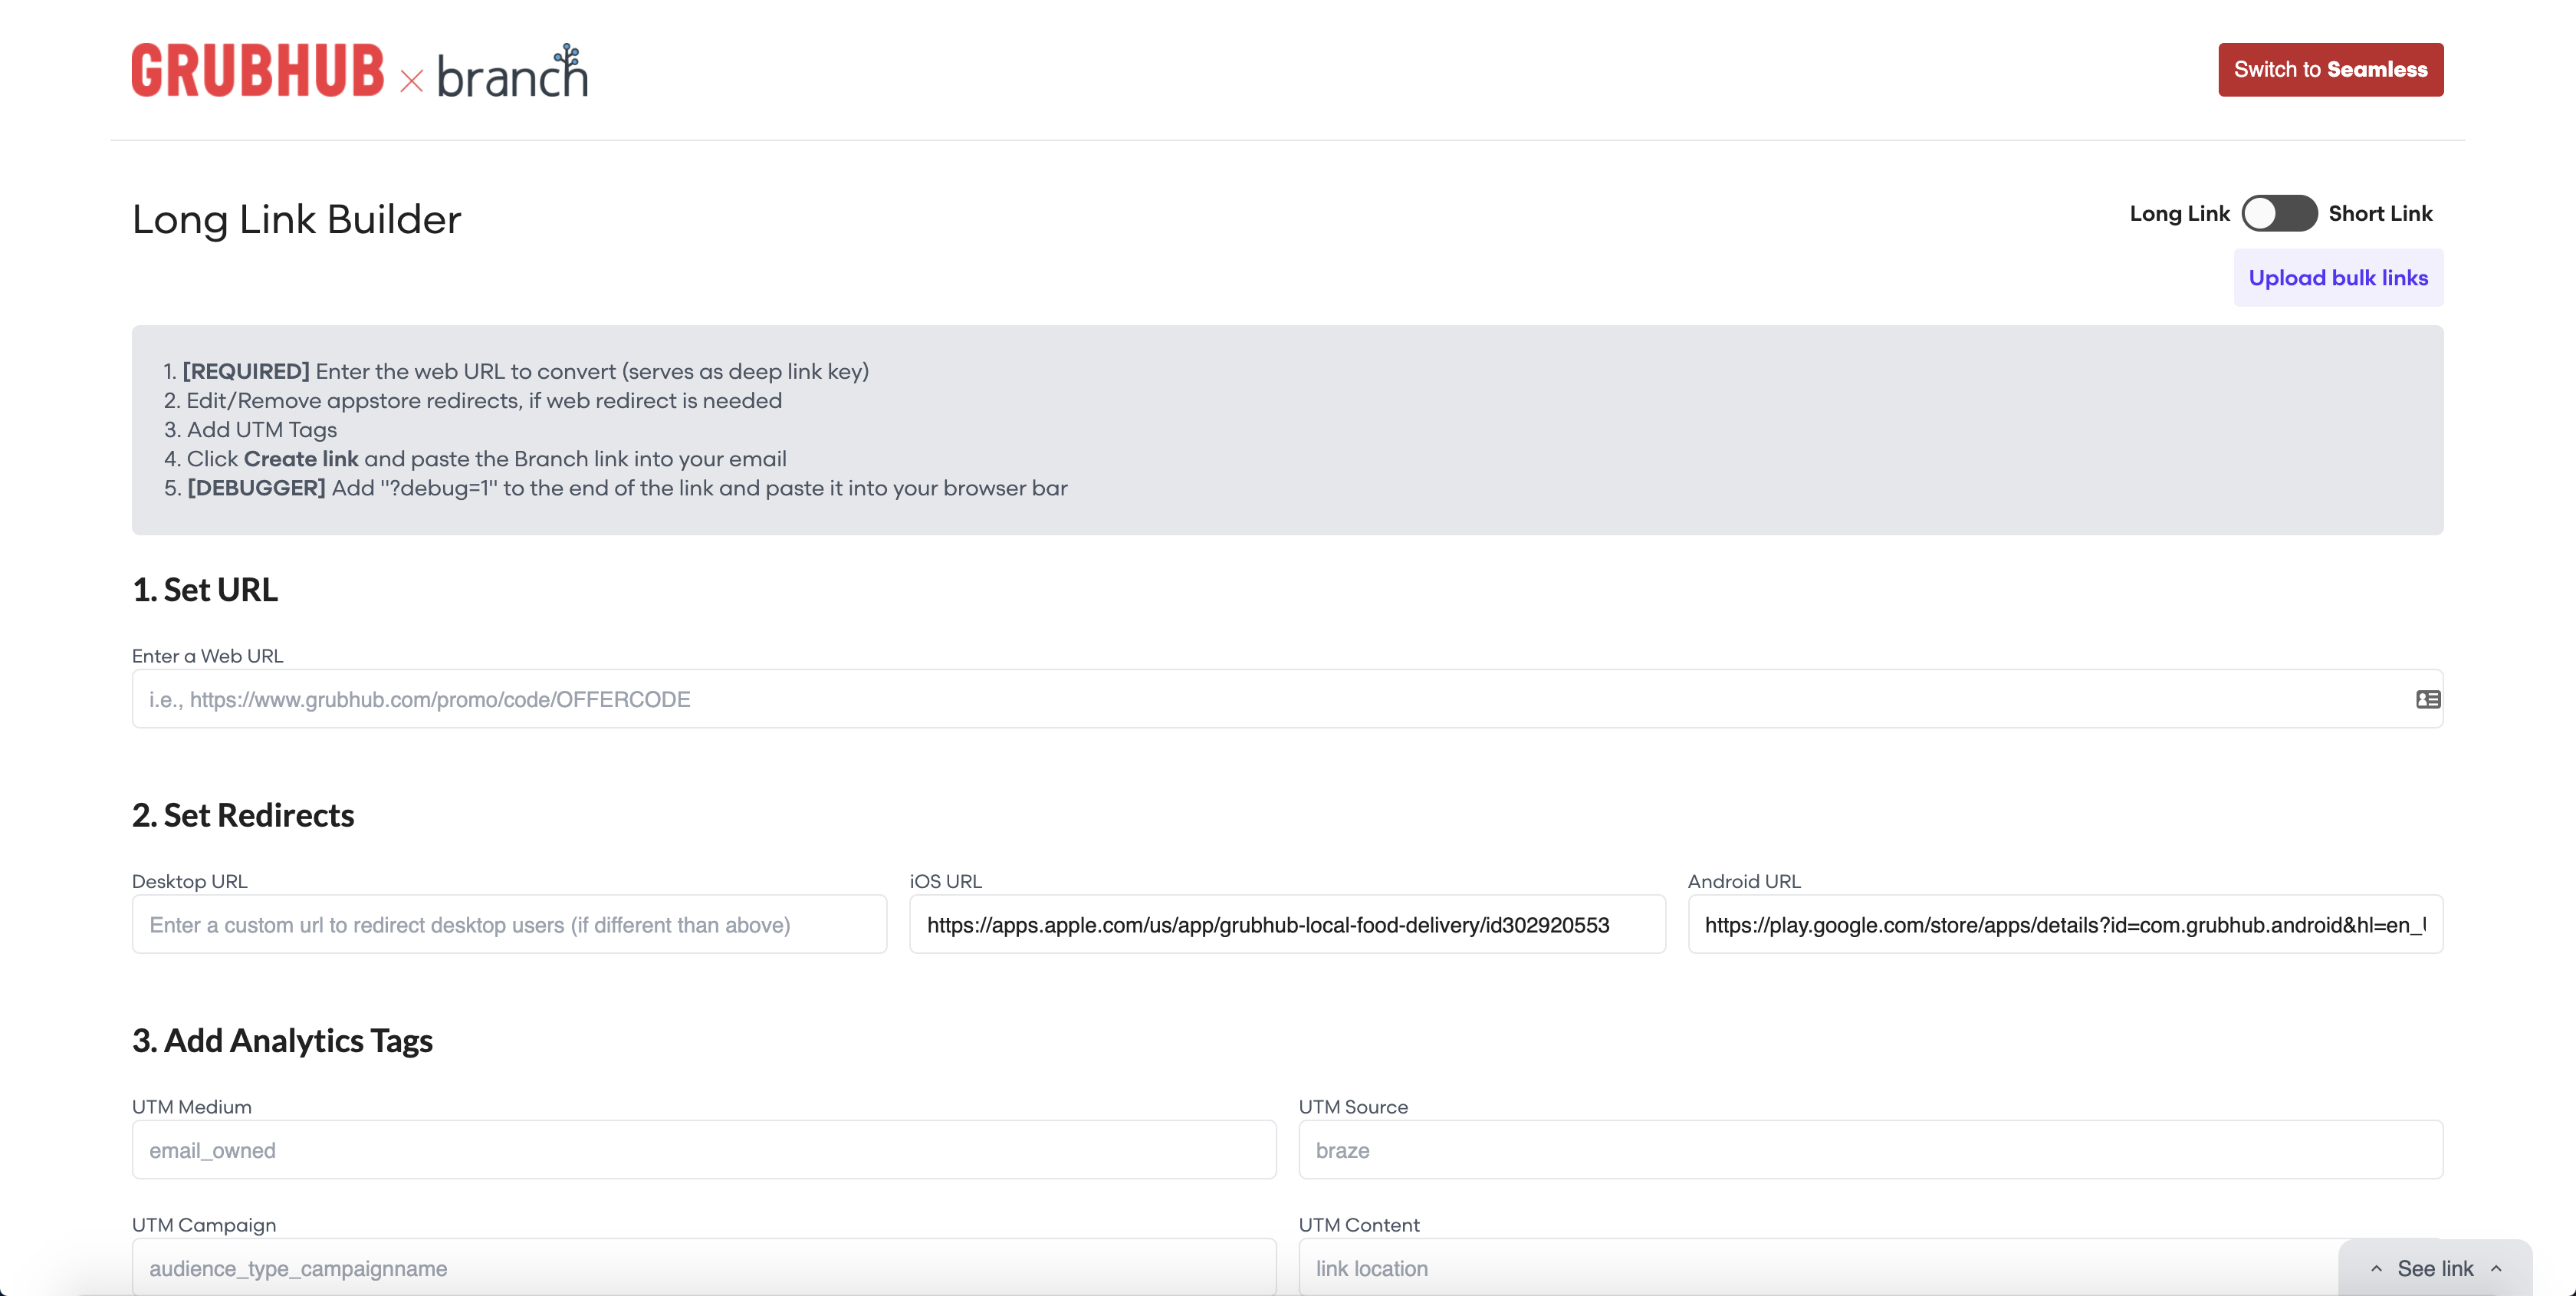 GRUBHUB × branch
Switch to Seamless
Long Link Builder
Long Link
Short Link
Upload bulk links
1. [REQUIRED] Enter the web URL to convert (serves as deep link key)
2. Edit/Remove appstore redirects, if web redirect is needed
3. Add UTM Tags
4. Click Create link and paste the Branch link into your email
5. [DEBUGGER] Add "?debug=1" to the end of the link and paste it into your browser bar
1. Set URL
Enter a Web URL
i.e., https://www.grubhub.com/promo/code/OFFERCODE
2. Set Redirects
Desktop URL
Enter a custom url to redirect desktop users (if different than above)
iOS URL
https://apps.apple.com/us/app/grubhub-local-food-delivery/id302920553
Android URL
https://play.google.com/store/apps/details?id=com.grubhub.android&hl=en_
3. Add Analytics Tags
UTM Medium
email_owned
UTM Source
braze
UTM Campaign
audience_type_campaignname
UTM Content
link location
See link